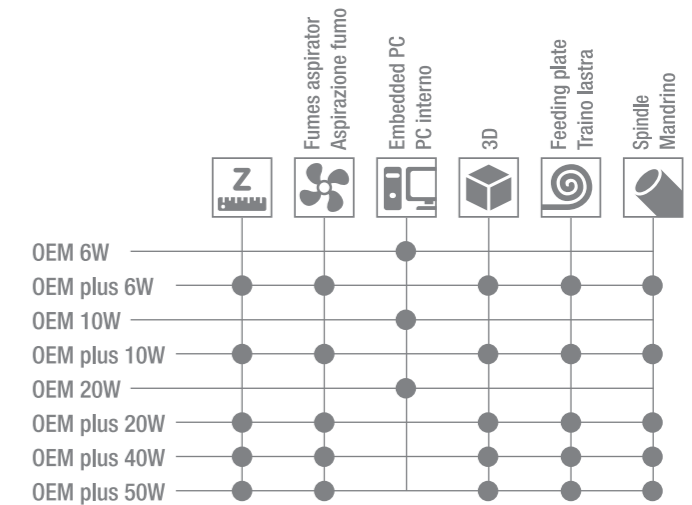 Fumes aspirator
Aspirazione fumo
Embedded PC
PC interno
3D
Feeding plate
Traino lastra
Spindle
Mandrino
Z
OEM 6W
OEM plus 6W
OEM 10W
OEM plus 10W
OEM 20W
OEM plus 20W
OEM plus 40W
OEM plus 50W